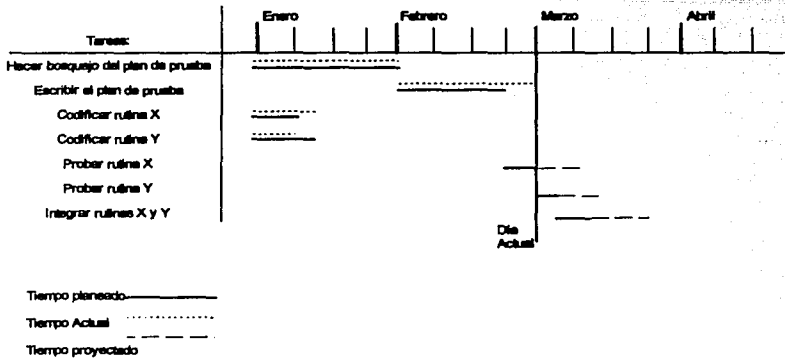 Enero Febrero Marzo Abril
Tareas:
Hacer bosquejo del plan de prueba
Escribir el plan de prueba
Codificar rutina X
Codificar rutina Y
Probar rutina X
Probar rutina Y
Integrar rutinas X y Y
Día
Actual
Tiempo planeado
Tiempo Actual
Tiempo proyectado